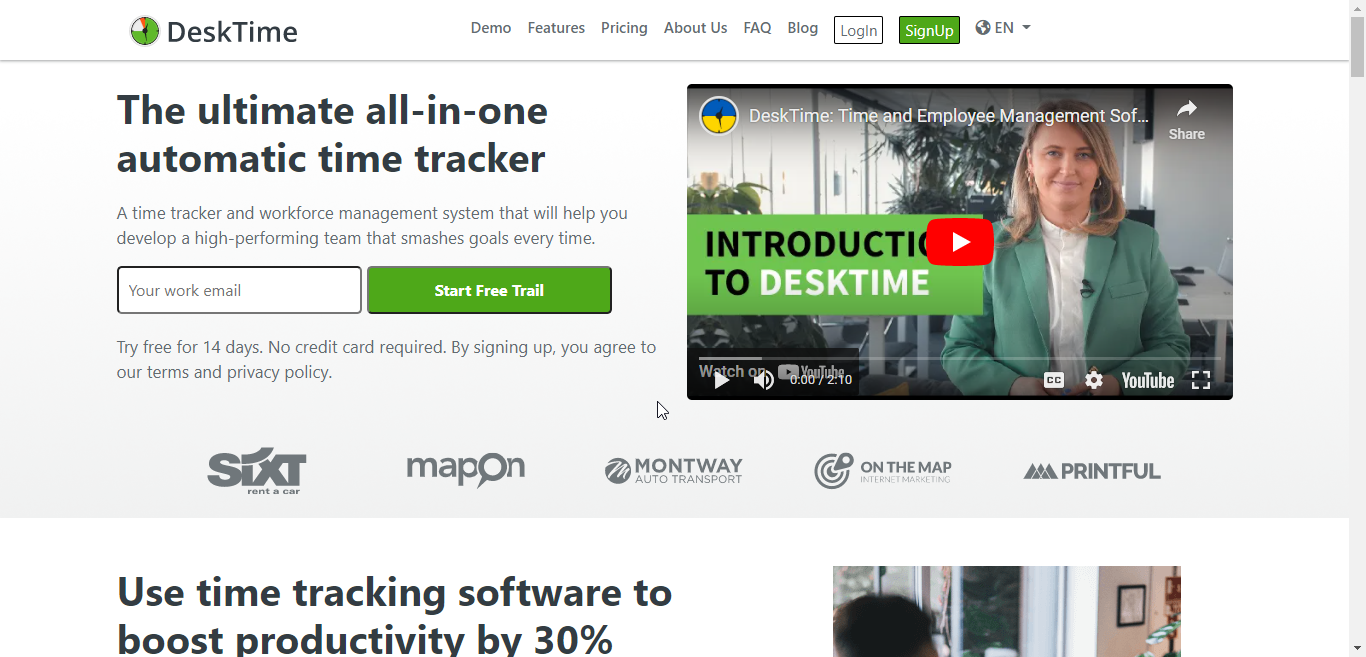 DeskTime
Demo Features Pricing About Us FAQ Blog LogIn SignUp EN
The ultimate all-in-one
automatic time tracker
A time tracker and workforce management system that will help you
develop a high-performing team that smashes goals every time.
Your work email
Start Free Trail
Try free for 14 days. No credit card required. By signing up, you agree to
our terms and privacy policy.
DeskTime: Time and Employee Management Sof...
Share
INTRODUCTIO
TO DESKTIME
Watch on YouTube
0:00 / 2:10
CC
YouTube
SiXT
rent a car
mapOn
MONTWAY
AUTO TRANSPORT
ON THE MAP
INTERNET MARKETING
PRINTFUL
Use time tracking software to
boost productivity by 30%